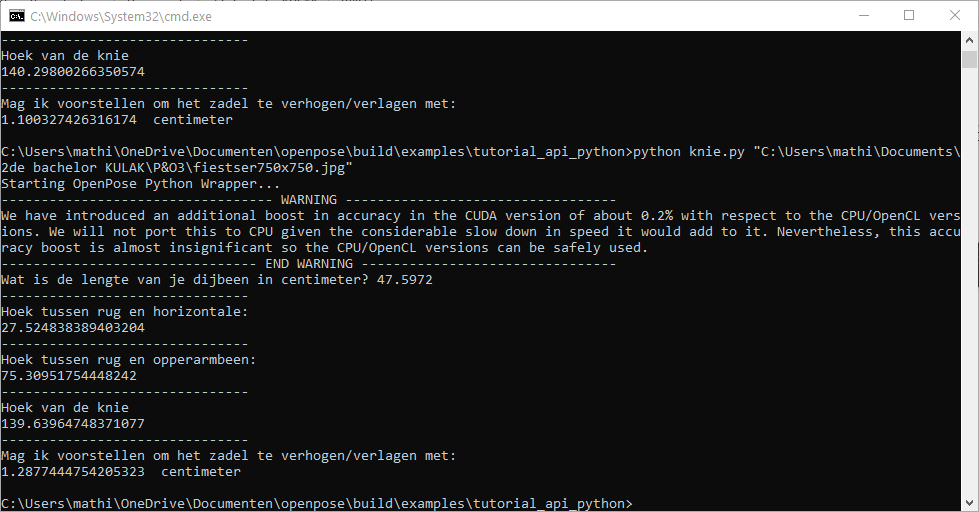 C:\Windows\System32\cmd.exe
-------------------------------
Hoek van de knie
140.29800266350574
-------------------------------
Mag ik voorstellen om het zadel te verhogen/verlagen met:
1.100327426316174  centimeter
C:\Users\mathi\OneDrive\Documenten\openpose\build\examples\tutorial_api_python>python knie.py "C:\Users\mathi\Documents\
2de bachelor KULAK\P&O3\fiestser750x750.jpg"
Starting OpenPose Python Wrapper...
---------------------------------- WARNING ----------------------------------
We have introduced an additional boost in accuracy in the CUDA version of about 0.2% with respect to the CPU/OpenCL vers
ions. We will not port this to CPU given the considerable slow down in speed it would add to it. Nevertheless, this accu
racy boost is almost insignificant so the CPU/OpenCL versions can be safely used.
-------------------------------- END WARNING --------------------------------
Wat is de lengte van je dijbeen in centimeter? 47.5972
-------------------------------
Hoek tussen rug en horizontale:
27.524838389403204
-------------------------------
Hoek tussen rug en opperarmbeen:
75.30951754448242
-------------------------------
Hoek van de knie
139.63964748371077
-------------------------------
Mag ik voorstellen om het zadel te verhogen/verlagen met:
1.2877444754205323  centimeter
C:\Users\mathi\OneDrive\Documenten\openpose\build\examples\tutorial_api_python>